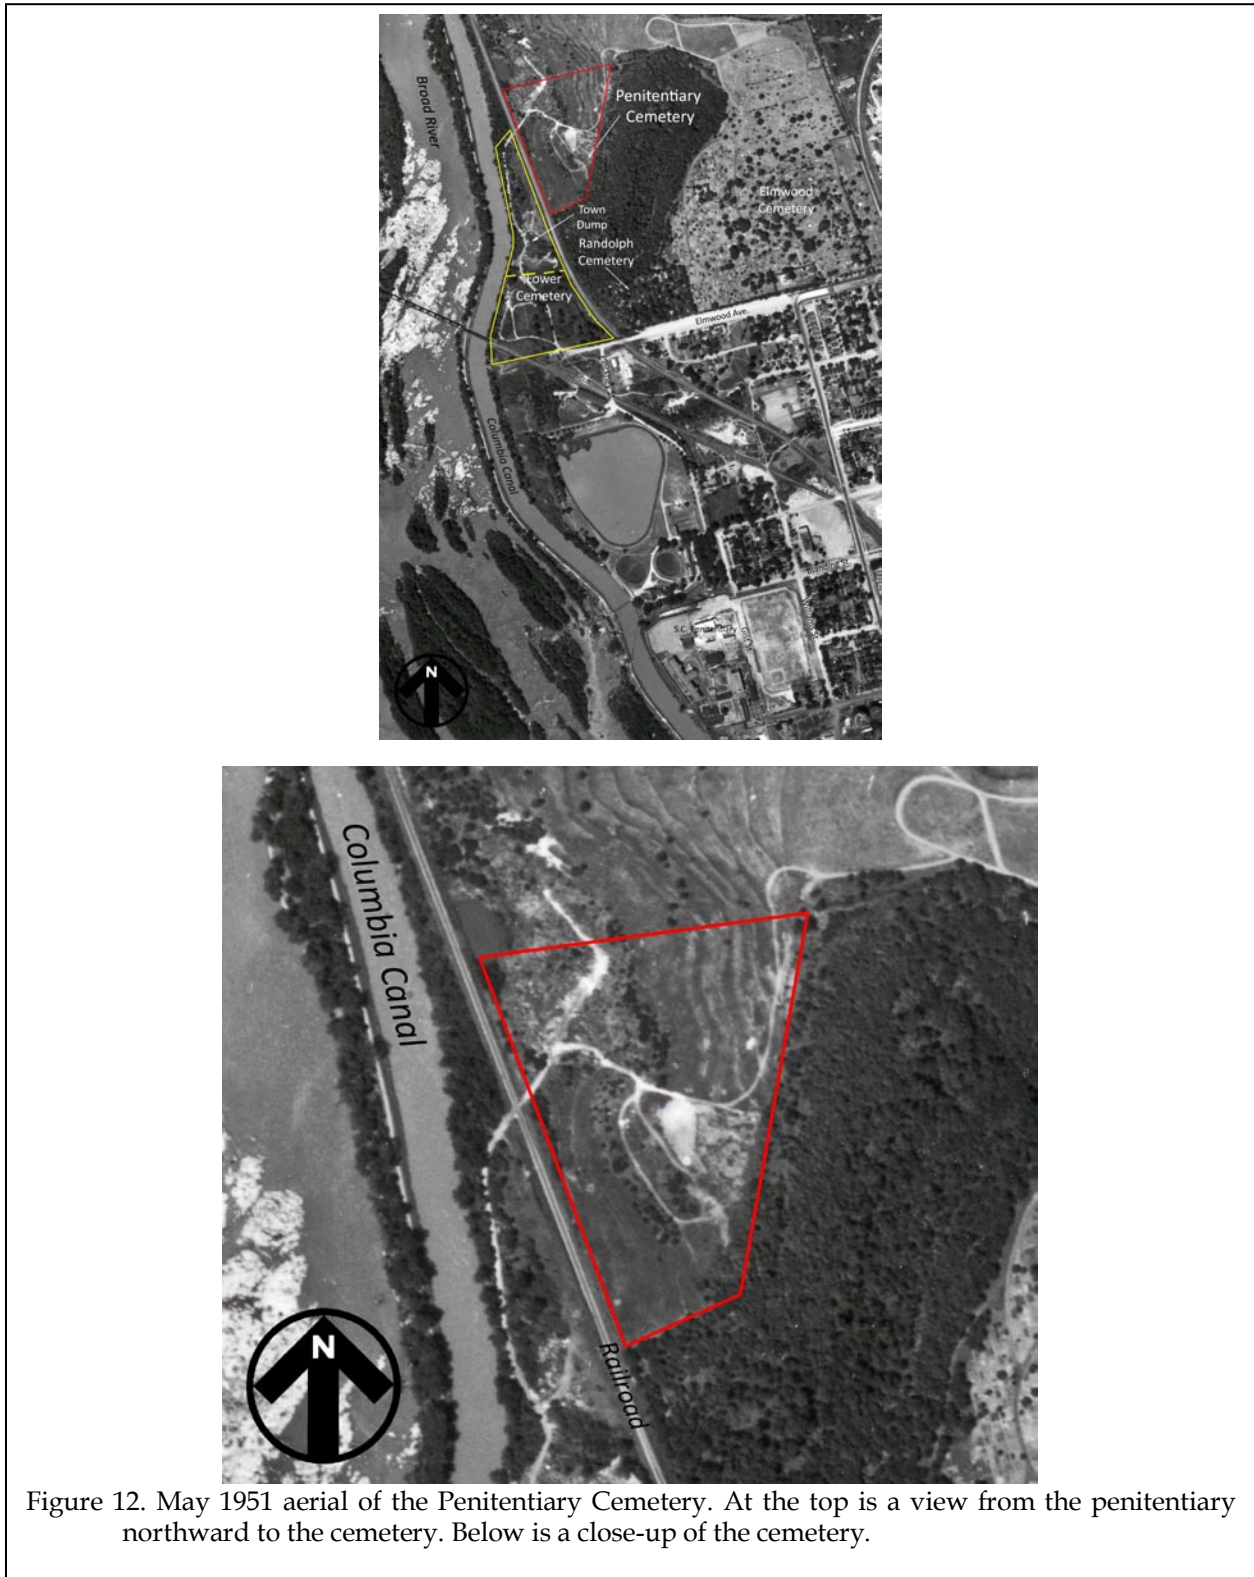 Broad River
Penitentiary
Cemetery
Elmwood
Cemetery
Town
Dump
Randolph
Cemetery
Lower
Cemetery
Elmwood Ave.
Columbia Canal
S.C. Penitentiary
N
Columbia Canal
N
Railroad
Figure 12. May 1951 aerial of the Penitentiary Cemetery. At the top is a view from the penitentiary
northward to the cemetery. Below is a close-up of the cemetery.